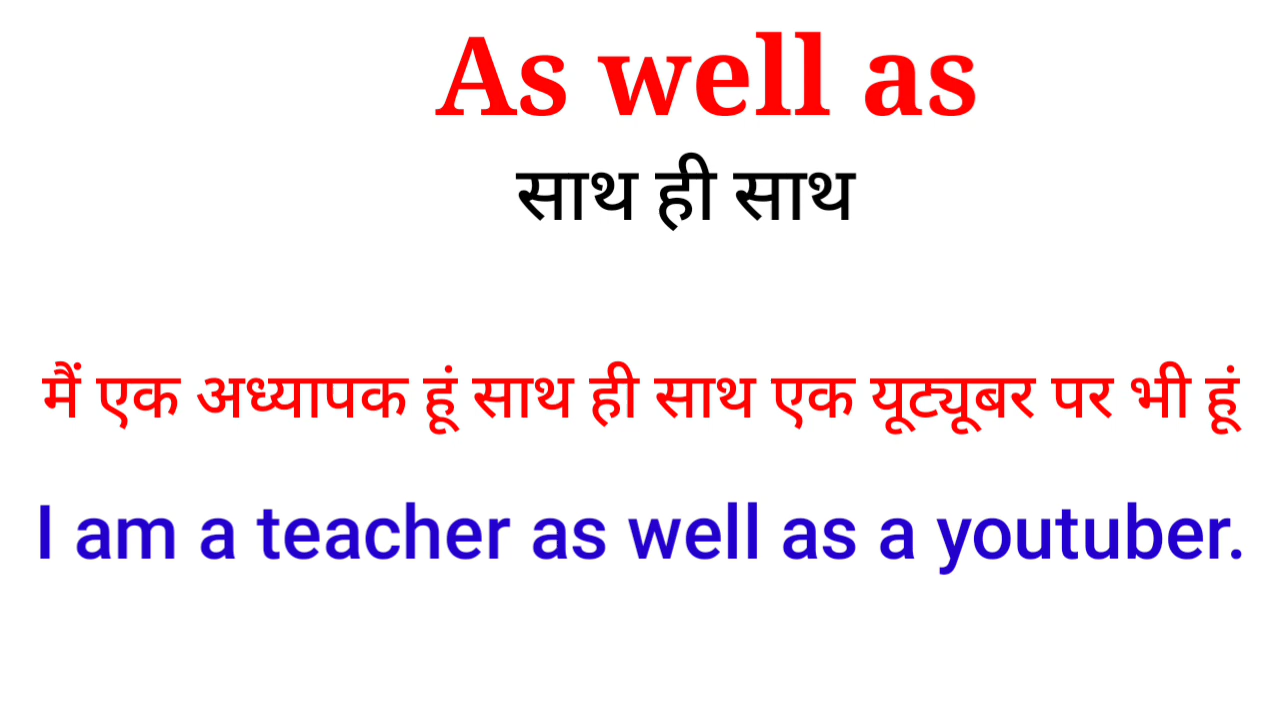 As well as
साथ ही साथ
मैं एक अध्यापक हूं साथ ही साथ एक यूट्यूबर पर भी हूं
I am a teacher as well as a youtuber.